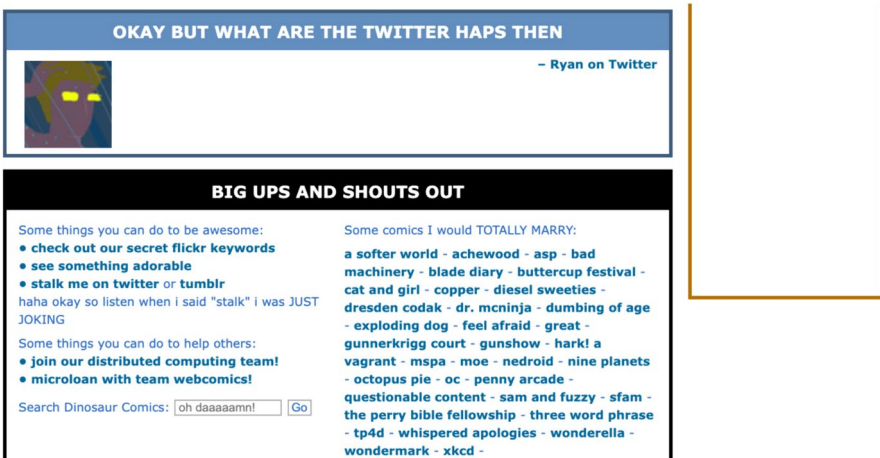 OKAY BUT WHAT ARE THE TWITTER HAPS THEN
– Ryan on Twitter
BIG UPS AND SHOUTS OUT
Some things you can do to be awesome:
• check out our secret flickr keywords
• see something adorable
• stalk me on twitter or tumblr
haha okay so listen when i said "stalk" i was JUST
JOKING
Some things you can do to help others:
• join our distributed computing team!
• microloan with team webcomics!
Search Dinosaur Comics: oh daaaaamn! Go
Some comics I would TOTALLY MARRY:
a softer world - achewood - asp - bad
machinery - blade diary - buttercup festival -
cat and girl - copper - diesel sweeties -
dresden codak - dr. mcninja - dumbing of age
- exploding dog - feel afraid - great -
gunnerkrigg court - gunshow - hark! a
vagrant - mspa - moe - nedroid - nine planets
- octopus pie - oc - penny arcade -
questionable content - sam and fuzzy - sfam -
the perry bible fellowship - three word phrase
- tp4d - whispered apologies - wonderella -
wondermark - xkcd -